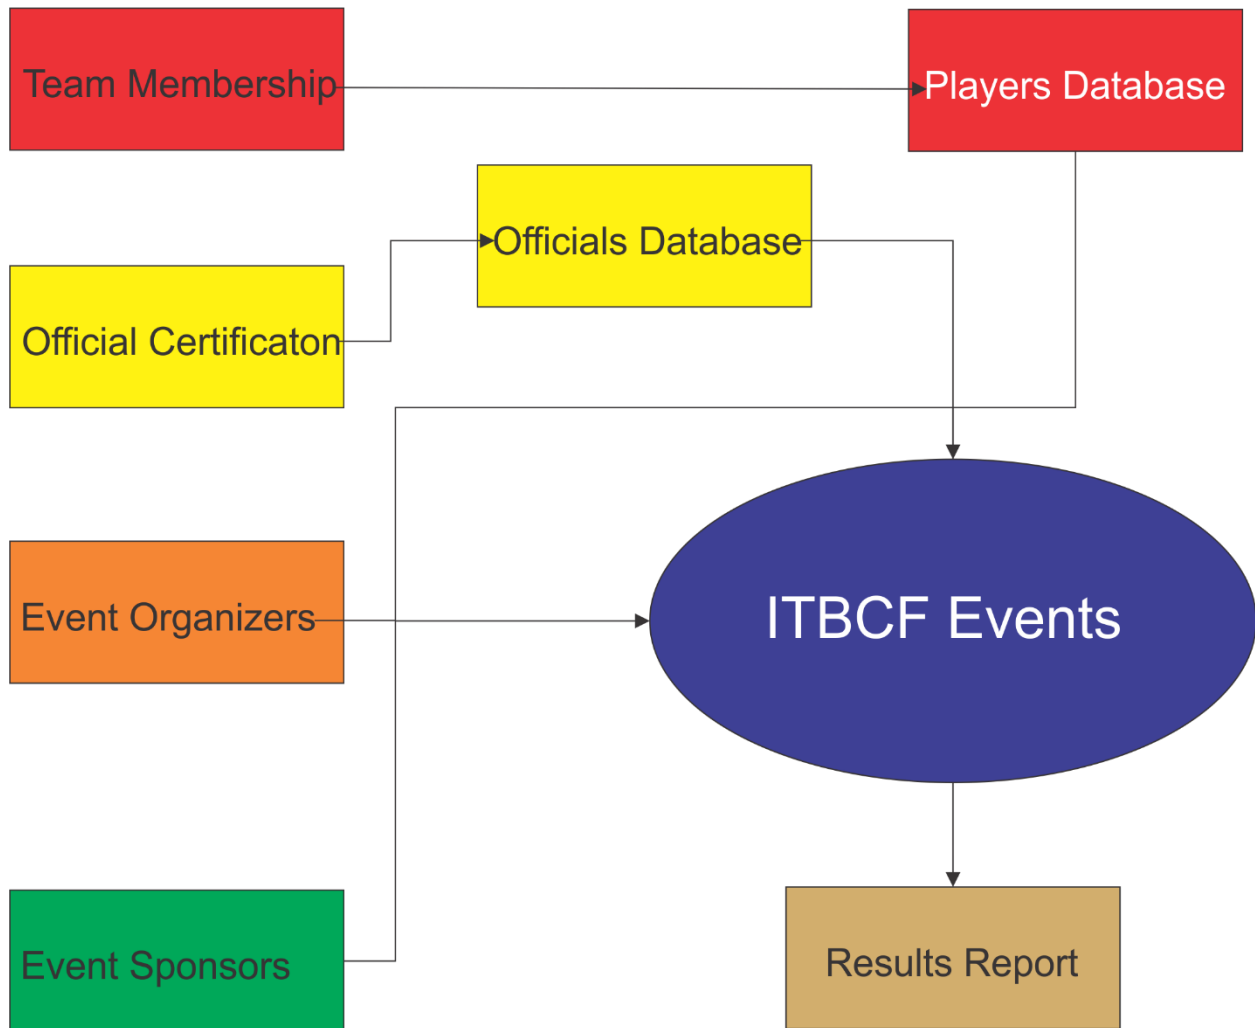 Team Membership
Players Database
Officials Database
Official Certificaton
Event Organizers
ITBCF Events
Event Sponsors
Results Report